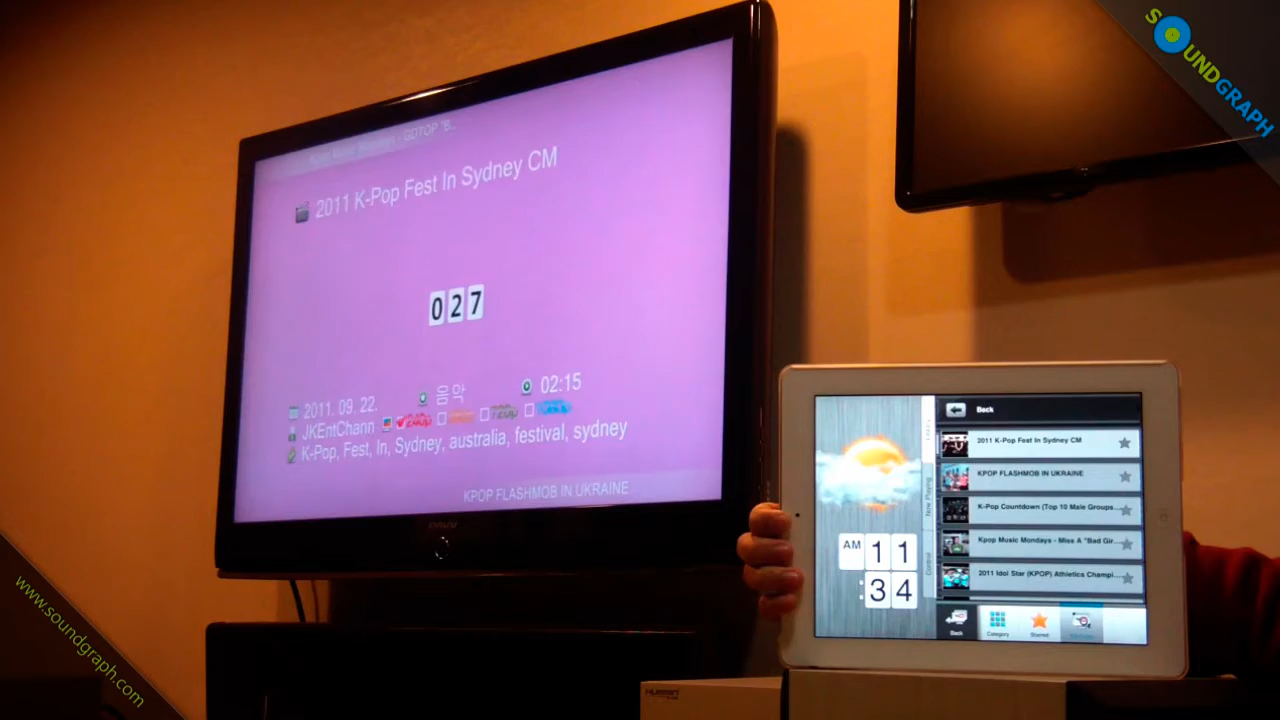 SOUNDGRAPH
GDTOP 'B...
2011 K-Pop Fest In Sydney CM
027
2011. 09. 22.
음악
02:15
JKEntChann
240p
720p
K-Pop, Fest, In, Sydney, australia, festival, sydney
KPOP FLASHMOB IN UKRAINE
Back
2011 K-Pop Fest In Sydney CM
KPOP FLASHMOB IN UKRAINE
K-Pop Countdown (Top 10 Male Groups...
Kpop Music Mondays - Miss A "Bad Gir...
2011 Idol Star (KPOP) Athletics Champi...
Now Playing
Control
AM 11
34
Back
Category
Starred
www.soundgraph.com